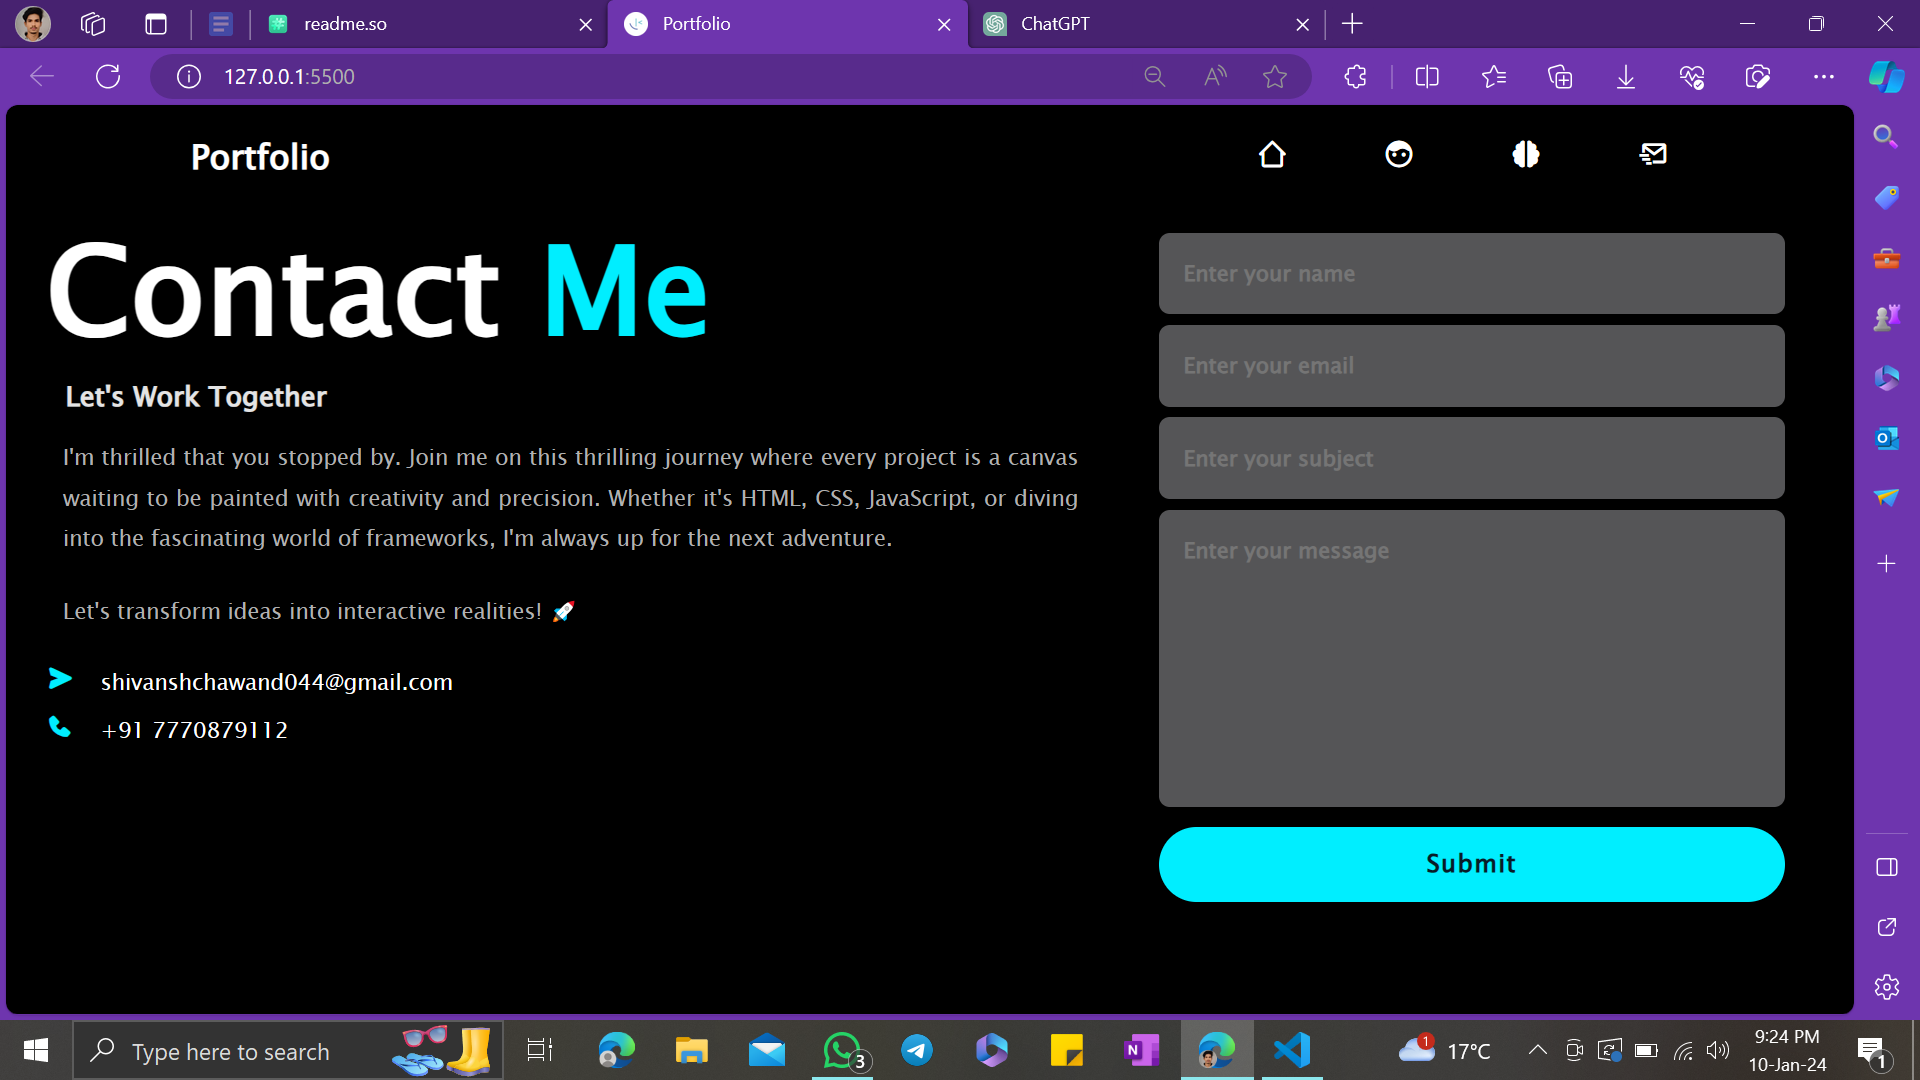 readme.so
Portfolio
ChatGPT
127.0.0.1:5500
Portfolio
Contact Me
Let's Work Together
I'm thrilled that you stopped by. Join me on this thrilling journey where every project is a canvas
waiting to be painted with creativity and precision. Whether it's HTML, CSS, JavaScript, or diving
into the fascinating world of frameworks, I'm always up for the next adventure.
Let's transform ideas into interactive realities! 🚀
shivanshchawand044@gmail.com
+91 7770879112
Enter your name
Enter your email
Enter your subject
Enter your message
Submit
Type here to search
3
N
1
17°C
9:24 PM
10-Jan-24
1